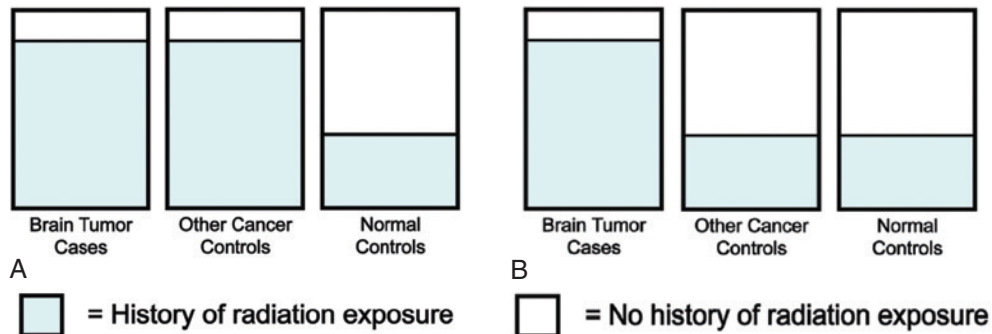 Brain Tumor
Cases
Other Cancer
Controls
Normal
Controls
A
Brain Tumor
Cases
Other Cancer
Controls
Normal
Controls
B
= History of radiation exposure
= No history of radiation exposure